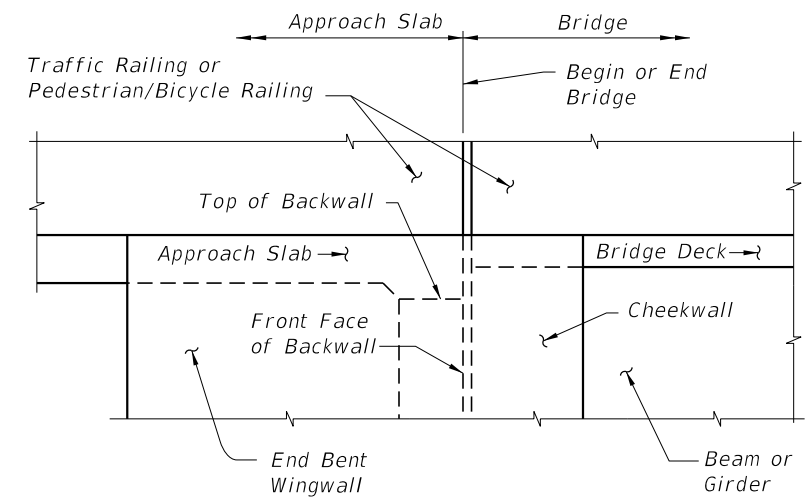 Approach Slab
Bridge
Traffic Railing or
Pedestrian/Bicycle Railing
Begin or End
Bridge
Top of Backwall
Approach Slab
Bridge Deck
Front Face
of Backwall
Cheekwall
End Bent
Wingwall
Beam or
Girder